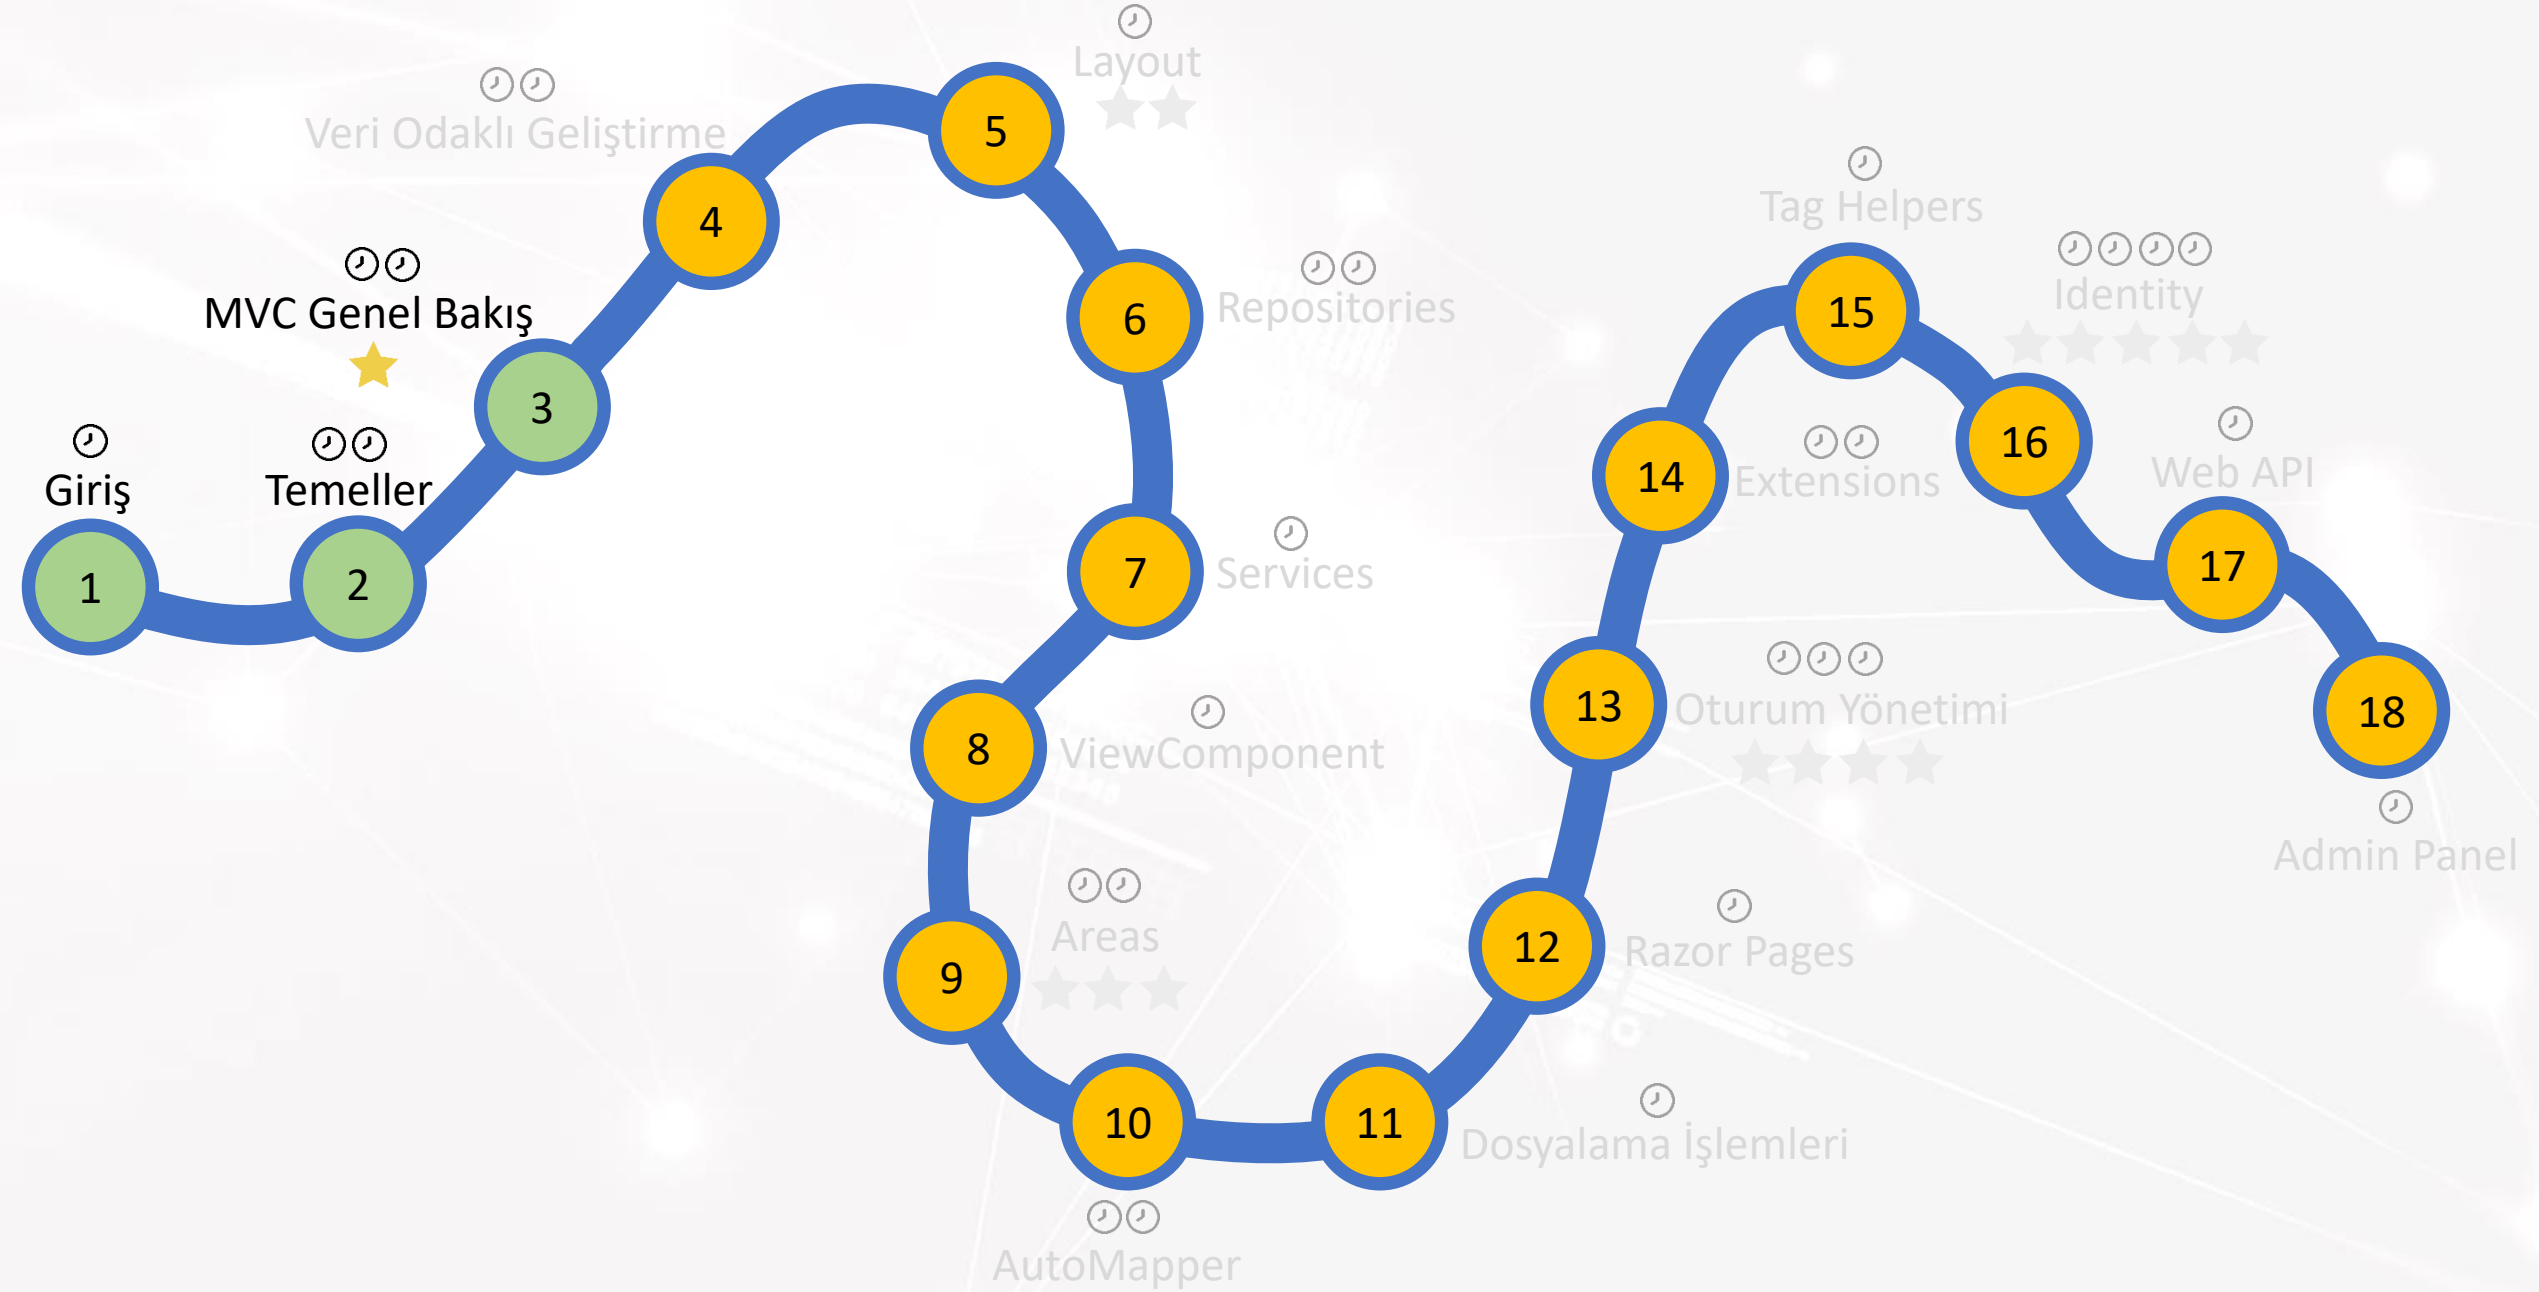 Giriş
1
Temeller
2
MVC Genel Bakış
3
Veri Odaklı Geliştirme
4
Layout
5
Repositories
6
Services
7
ViewComponent
8
Areas
9
10
AutoMapper
11
Dosyalama İşlemleri
12
Razor Pages
13
Oturum Yönetimi
14
Extensions
Tag Helpers
15
Identity
16
Web API
17
18
Admin Panel